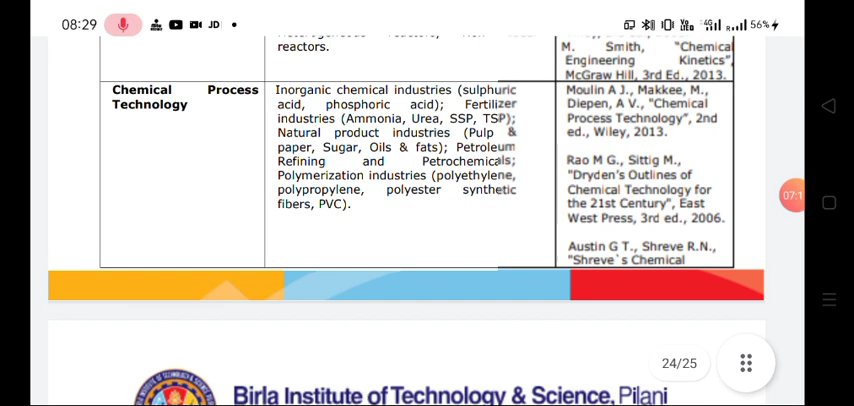 08:29 JD 56%
reactors.
M. Smith, "Chemical
Engineering Kinetics",
McGraw Hill, 3rd Ed., 2013.
Chemical Process
Technology
Inorganic chemical industries (sulphuric
acid, phosphoric acid); Fertilizer
industries (Ammonia, Urea, SSP, TSP);
Natural product industries (Pulp &
paper, Sugar, Oils & fats); Petroleum
Refining and Petrochemicals;
Polymerization industries (polyethylene,
polypropylene, polyester synthetic
fibers, PVC).
Moulin A J., Makkee, M.,
Diepen, A V., "Chemical
Process Technology", 2nd
ed., Wiley, 2013.
Rao M G., Sittig M.,
"Dryden's Outlines of
Chemical Technology for
the 21st Century", East
West Press, 3rd ed., 2006.
Austin G T., Shreve R.N.,
"Shreve`s Chemical
07:1
24/25
Birla Institute of Technology & Science, Pilani